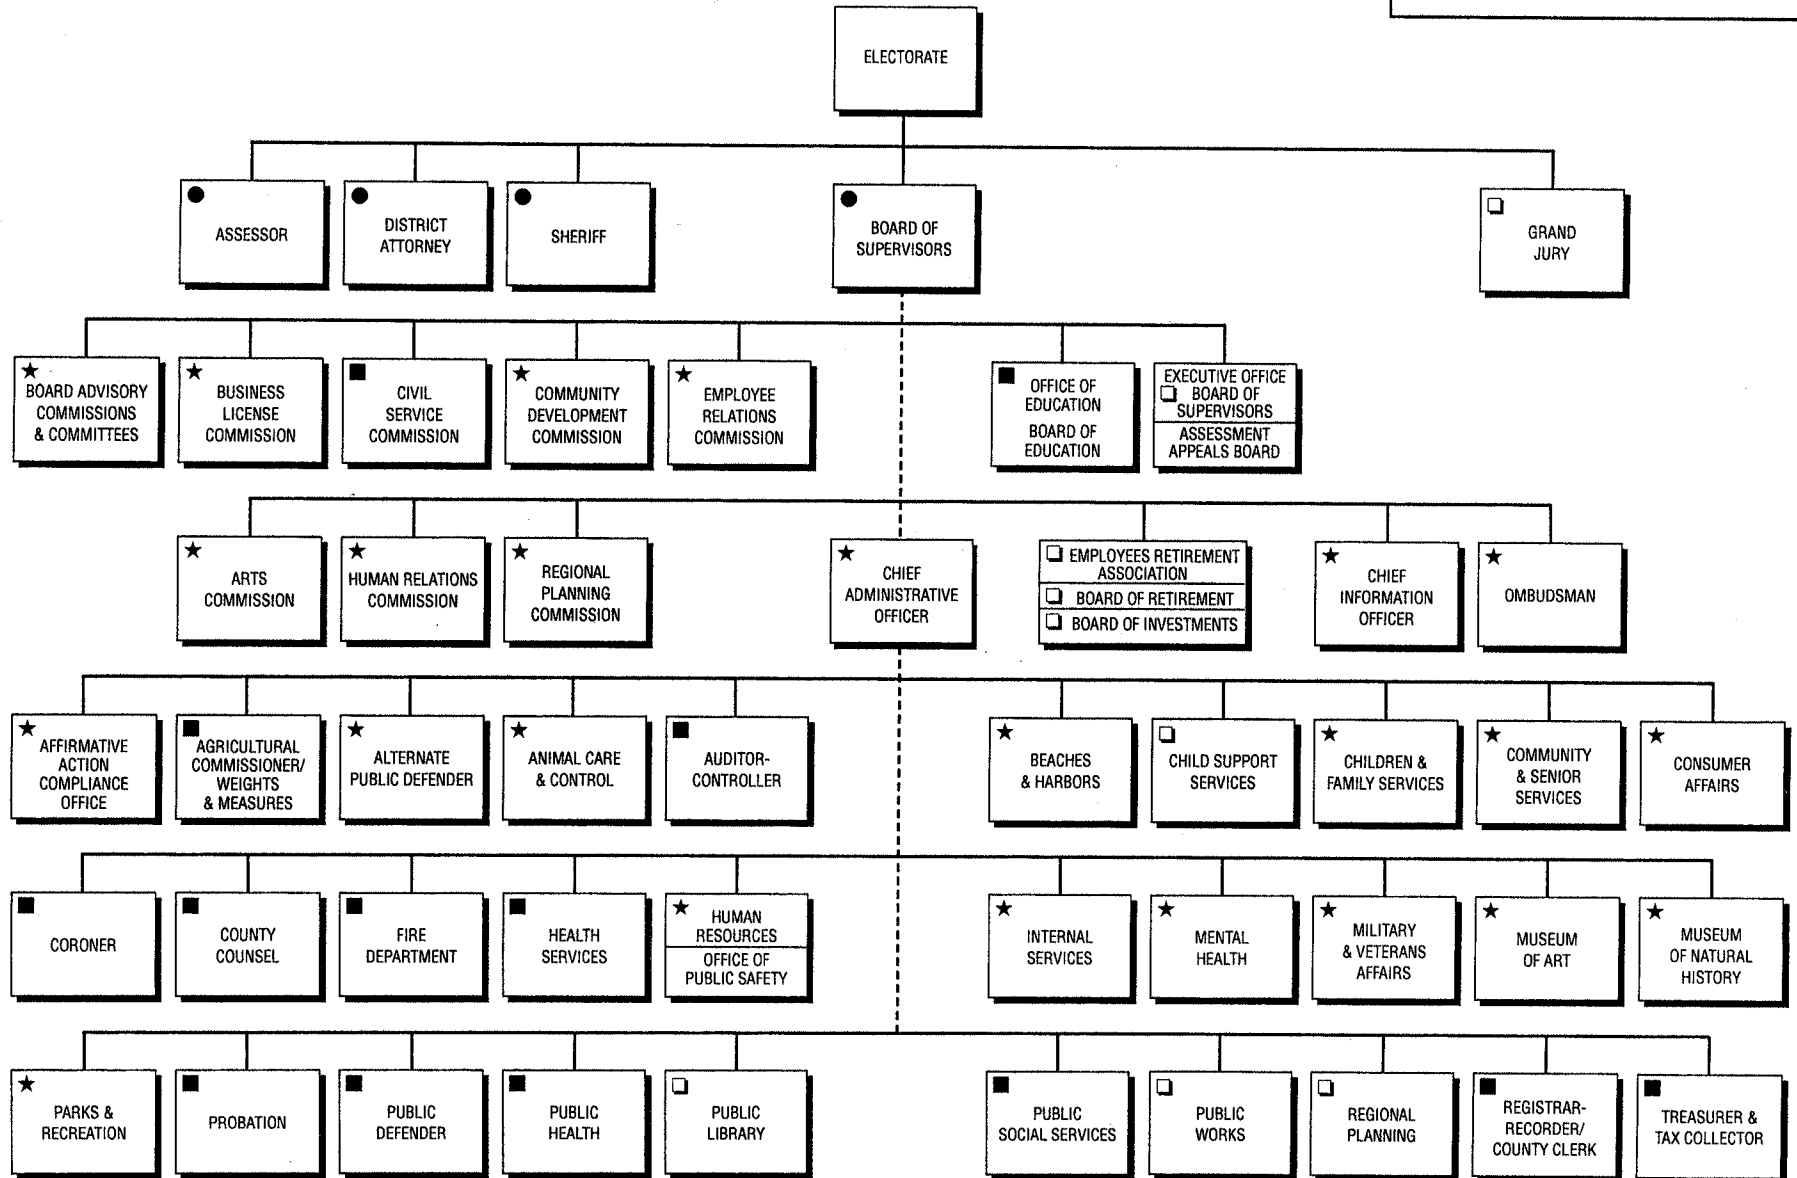 ELECTORATE
ASSESSOR
DISTRICT
ATTORNEY
SHERIFF
BOARD OF
SUPERVISORS
GRAND
JURY
BOARD ADVISORY
COMMISSIONS
& COMMITTEES
BUSINESS
LICENSE
COMMISSION
CIVIL
SERVICE
COMMISSION
COMMUNITY
DEVELOPMENT
COMMISSION
EMPLOYEE
RELATIONS
COMMISSION
OFFICE OF
EDUCATION
BOARD OF
EDUCATION
EXECUTIVE OFFICE
BOARD OF
SUPERVISORS
ASSESSMENT
APPEALS BOARD
ARTS
COMMISSION
HUMAN RELATIONS
COMMISSION
REGIONAL
PLANNING
COMMISSION
CHIEF
ADMINISTRATIVE
OFFICER
EMPLOYEES RETIREMENT
ASSOCIATION
BOARD OF RETIREMENT
BOARD OF INVESTMENTS
CHIEF
INFORMATION
OFFICER
OMBUDSMAN
AFFIRMATIVE
ACTION
COMPLIANCE
OFFICE
AGRICULTURAL
COMMISSIONER/
WEIGHTS
& MEASURES
ALTERNATE
PUBLIC DEFENDER
ANIMAL CARE
& CONTROL
AUDITOR-
CONTROLLER
BEACHES
& HARBORS
CHILD SUPPORT
SERVICES
CHILDREN &
FAMILY SERVICES
COMMUNITY
& SENIOR
SERVICES
CONSUMER
AFFAIRS
CORONER
COUNTY
COUNSEL
FIRE
DEPARTMENT
HEALTH
SERVICES
HUMAN
RESOURCES
OFFICE OF
PUBLIC SAFETY
INTERNAL
SERVICES
MENTAL
HEALTH
MILITARY
& VETERANS
AFFAIRS
MUSEUM
OF ART
MUSEUM
OF NATURAL
HISTORY
PARKS &
RECREATION
PROBATION
PUBLIC
DEFENDER
PUBLIC
HEALTH
PUBLIC
LIBRARY
PUBLIC
SOCIAL SERVICES
PUBLIC
WORKS
REGIONAL
PLANNING
REGISTRAR-
RECORDER/
COUNTY CLERK
TREASURER &
TAX COLLECTOR